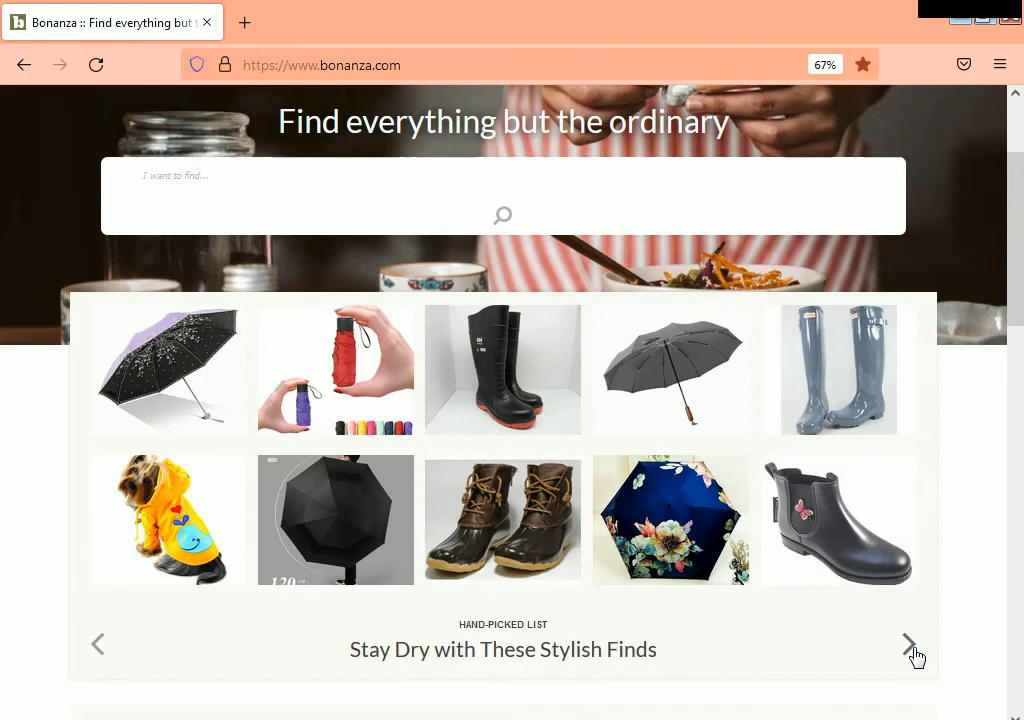 Bonanza :: Find everything but t
https://www.bonanza.com
67%
Find everything but the ordinary
I want to find...
120
HAND-PICKED LIST
Stay Dry with These Stylish Finds